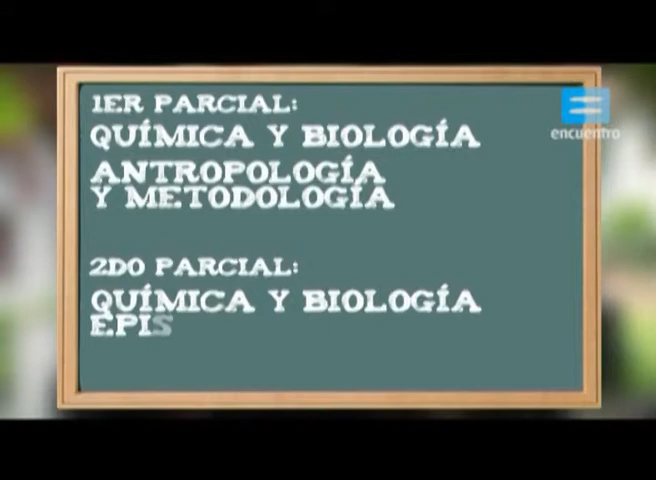 1ER PARCIAL:
QUÍMICA Y BIOLOGÍA
ANTROPOLOGÍA
Y METODOLOGÍA
2DO PARCIAL:
QUÍMICA Y BIOLOGÍA
EPIS
encuentro